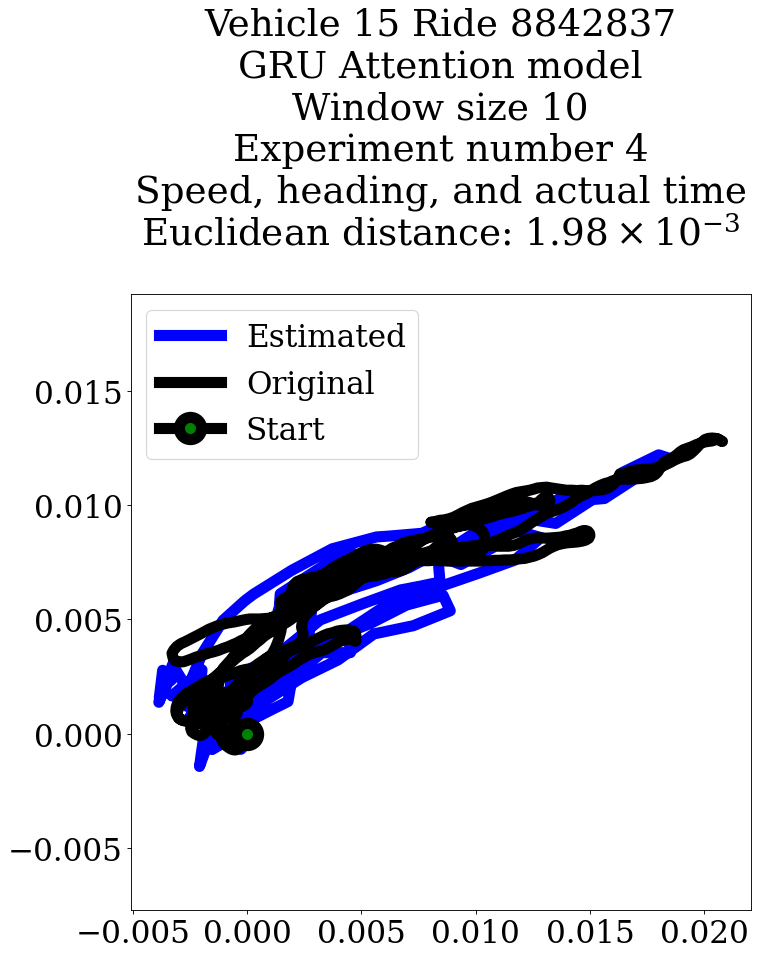 Vehicle 15 Ride 8842837
GRU Attention model
Window size 10
Experiment number 4
Speed, heading, and actual time
Euclidean distance: 1.98 × 10⁻³
Estimated
Original
Start
0.015
0.010
0.005
0.000
−0.005
−0.005 0.000 0.005 0.010 0.015 0.020